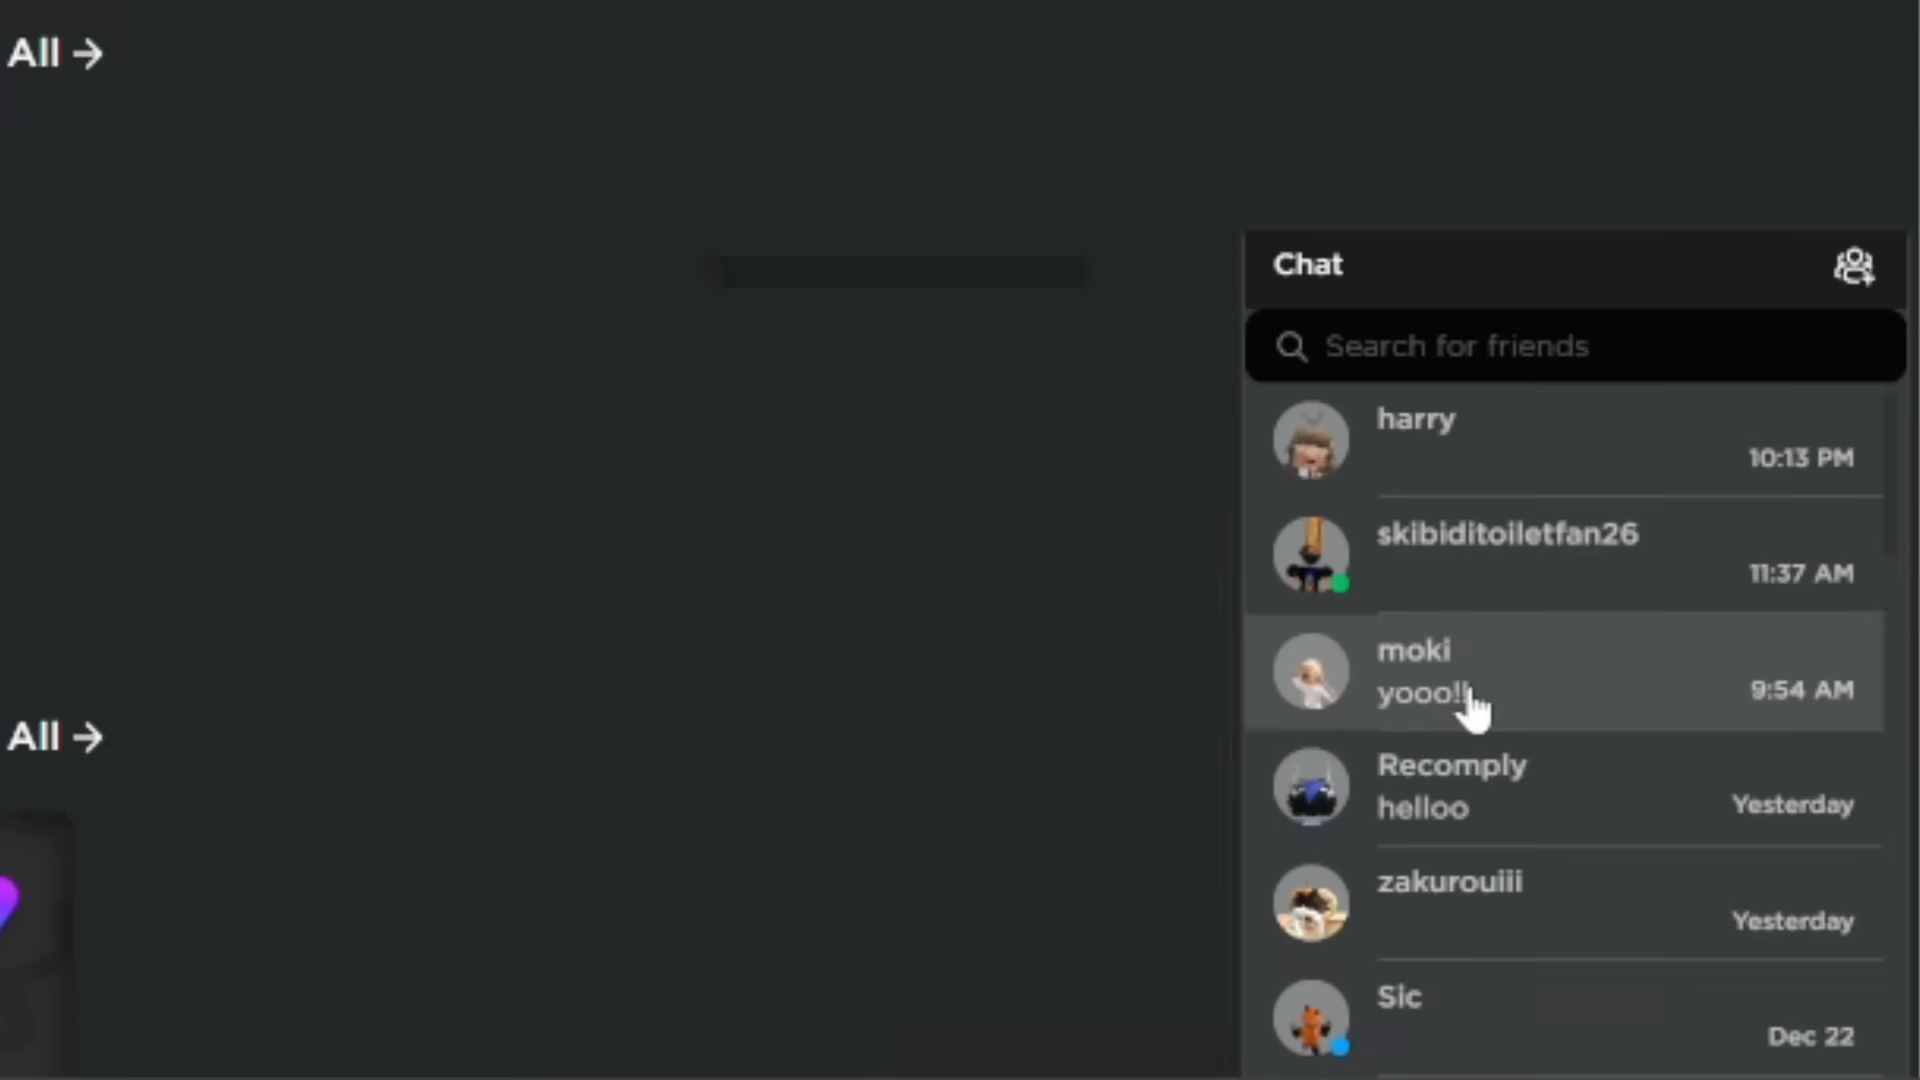 All →
Chat
Search for friends
harry
10:13 PM
skibiditoiletfan26
11:37 AM
moki
yooo!!
9:54 AM
Recomply
helloo
Yesterday
zakurouiii
Yesterday
Sic
Dec 22
All →